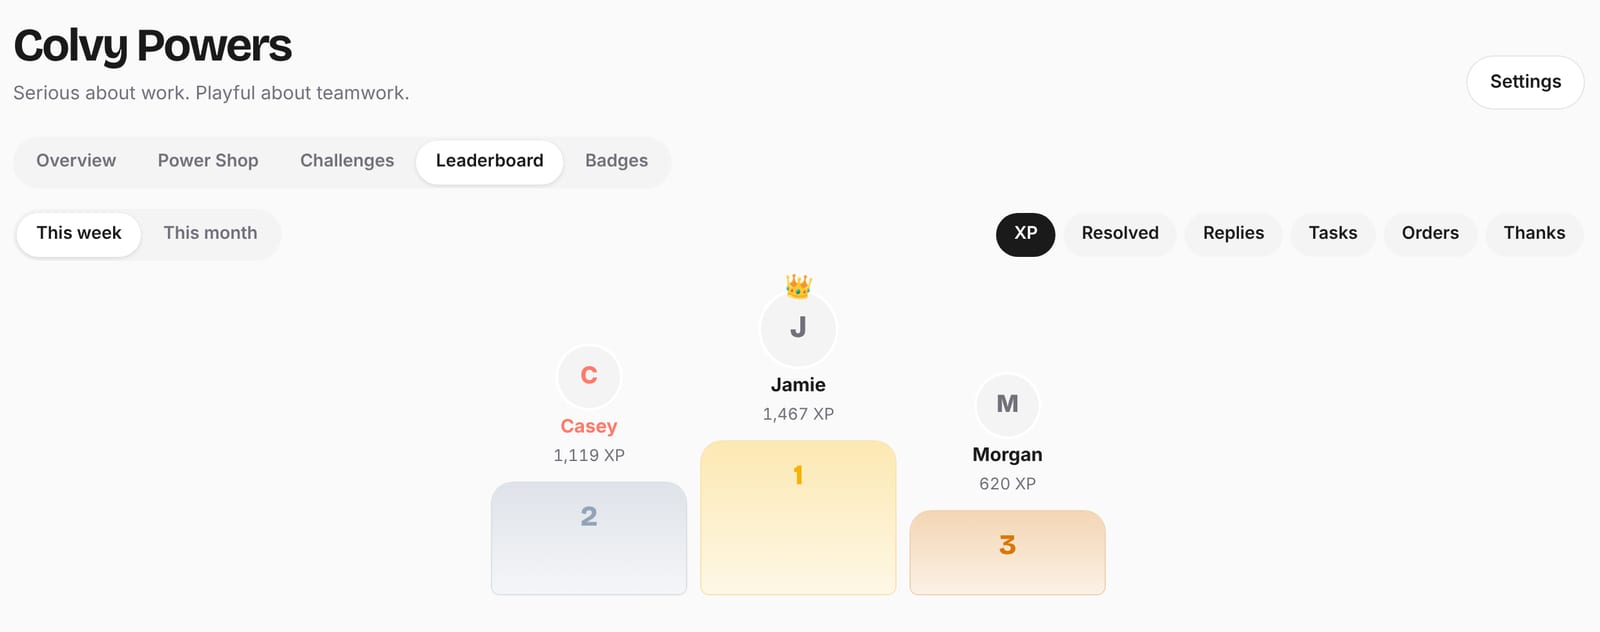 Colvy Powers
Serious about work. Playful about teamwork.
Settings
Overview Power Shop Challenges Leaderboard Badges
This week This month
XP Resolved Replies Tasks Orders Thanks
J
Jamie
1,467 XP
1
C
Casey
1,119 XP
2
M
Morgan
620 XP
3